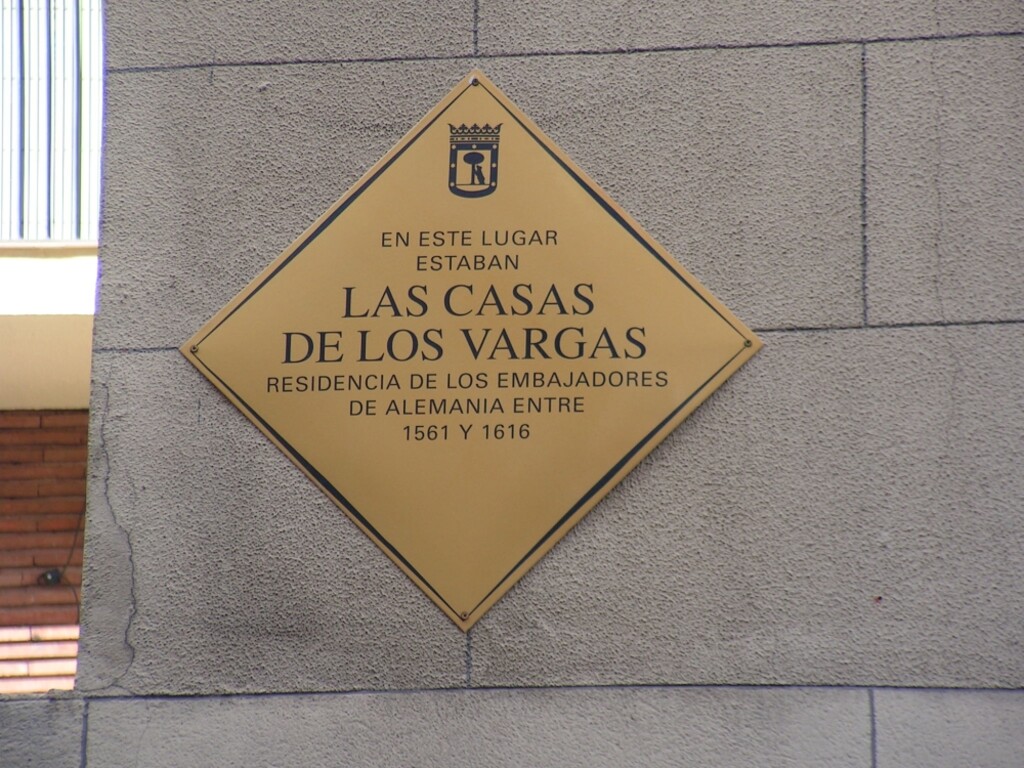 EN ESTE LUGAR
ESTABAN
LAS CASAS
DE LOS VARGAS
RESIDENCIA DE LOS EMBAJADORES
DE ALEMANIA ENTRE
1561 Y 1616